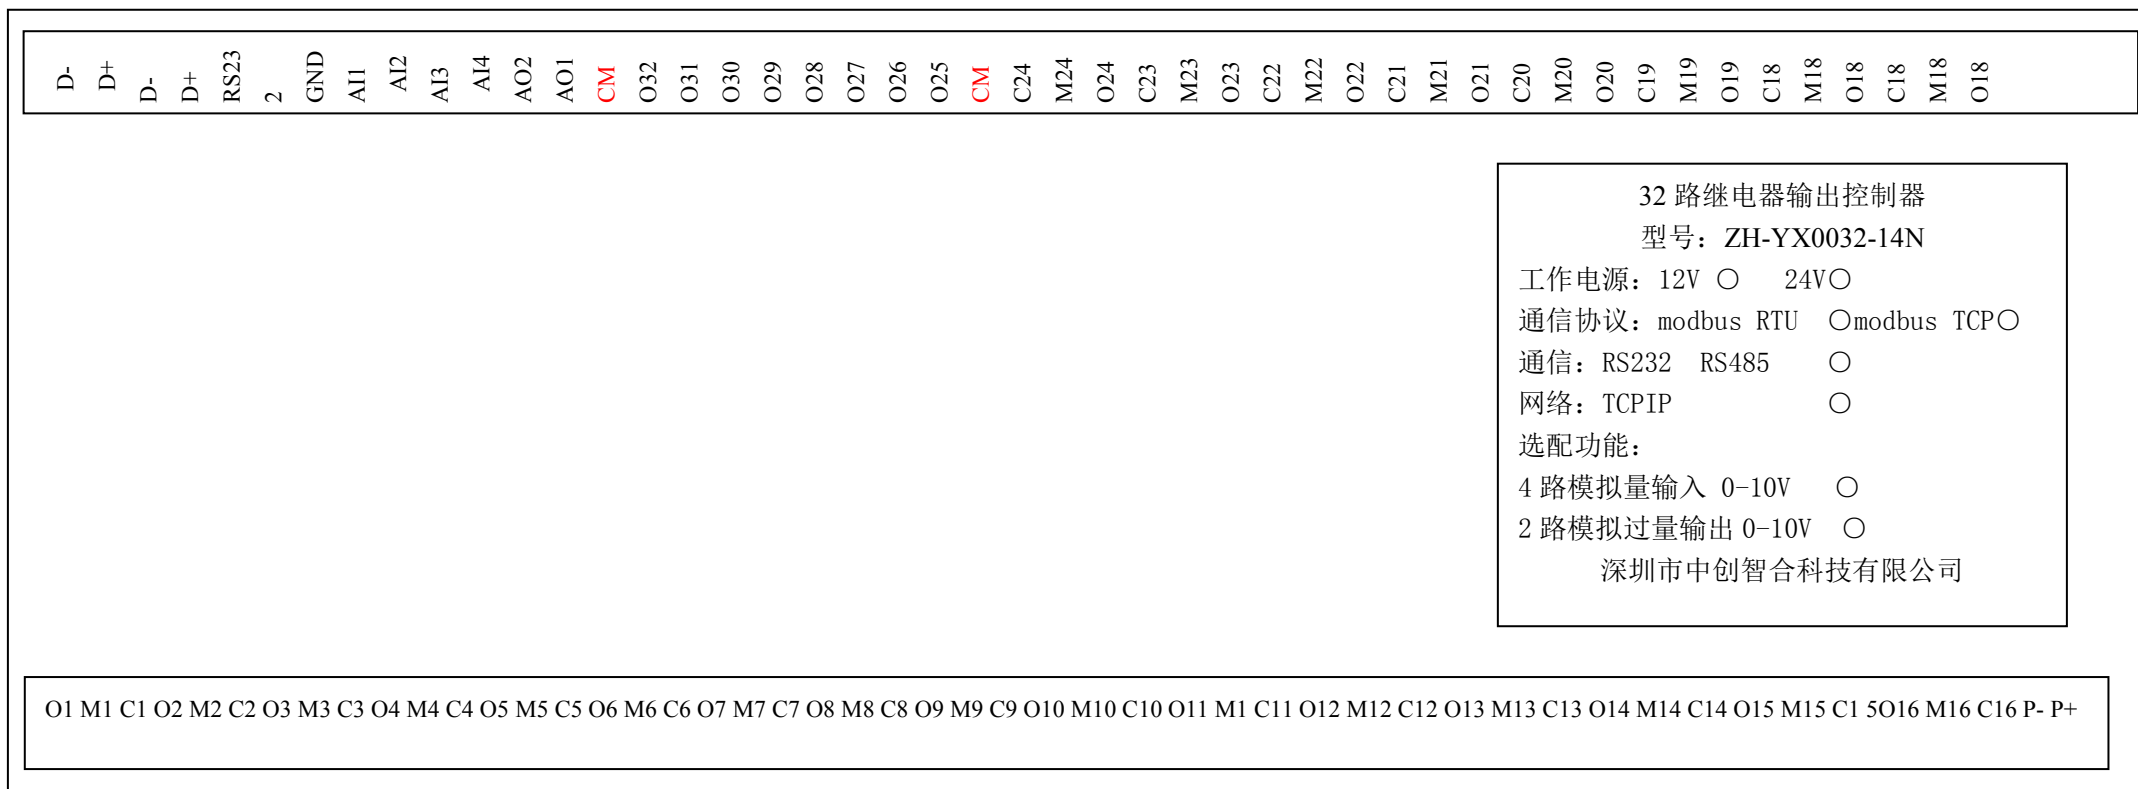 D- D+ D- D+ RS23 2 GND AI1 AI2 AI3 AI4 AO2 AO1 CM O32 O31 O30 O29 O28 O27 O26 O25 CM C24 M24 O24 C23 M23 O23 C22 M22 O22 C21 M21 O21 C20 M20 O20 C19 M19 O19 C18 M18 O18 C18 M18 O18
32 路继电器输出控制器
型号：ZH-YX0032-14N
工作电源：12V ○ 24V○
通信协议：modbus RTU ○modbus TCP○
通信：RS232 RS485 ○
网络：TCPIP ○
选配功能：
4 路模拟量输入 0-10V ○
2 路模拟过量输出 0-10V ○
深圳市中创智合科技有限公司
O1 M1 C1 O2 M2 C2 O3 M3 C3 O4 M4 C4 O5 M5 C5 O6 M6 C6 O7 M7 C7 O8 M8 C8 O9 M9 C9 O10 M10 C10 O11 M1 C11 O12 M12 C12 O13 M13 C13 O14 M14 C14 O15 M15 C1 5O16 M16 C16 P- P+